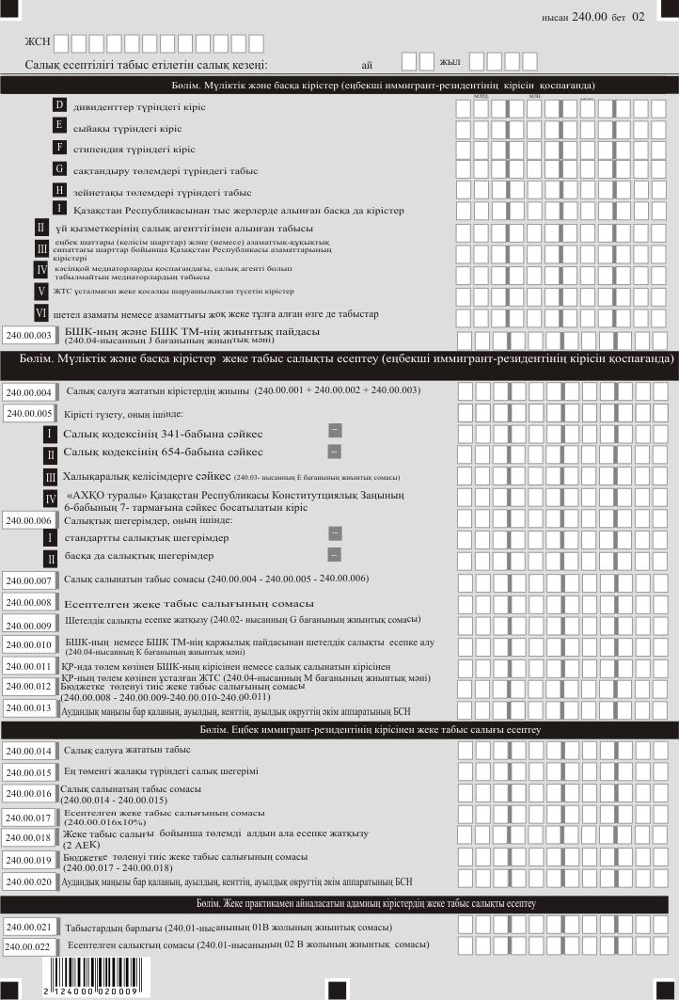 нысан 240.00 бет 02
ЖСН
Салық есептілігі табыс етілетін салық кезеңі: ай жыл
Бөлім. Мүліктік және басқа кірістер (еңбекші иммигрант-резидентінің кірісін қоспағанда)
млрд. млн.
D дивиденттер түріндегі кіріс
E сыйақы түріндегі кіріс
F стипендия түріндегі кіріс
G сақтандыру төлемдері түріндегі табыс
H зейнетақы төлемдері түріндегі табыс
I Қазақстан Республикасынан тыс жерлерде алынған басқа да кірістер
II үй қызметкерінің салық агенттігінен алынған табысы
III еңбек шаттары (келісім шарттар) және (немесе) азаматтық-құқықтық
сипаттағы шарттар бойынша Қазақстан Республикасы азаматтарының
кірістері
IV кәсіпқой медиаторларды қоспағандағы, салық агенті болып
табылмайтын медиаторлардың табысы
V ЖТС ұсталмаған жеке қосалқы шаруашылықтан түсетін кірістер
VI шетел азаматы немесе азаматтығы жоқ жеке тұлға алған өзге де табыстар
240.00.003 БШК-ның және БШК ТМ-нің жиынтық пайдасы
(240.04-нысанның J бағанының жиынтық мәні)
Бөлім. Мүліктік және басқа кірістер жеке табыс салықты есептеу (еңбекші иммигрант-резидентінің кірісін қоспағанда)
240.00.004 Салық салуға жататын кірістердің жиыны (240.00.001 + 240.00.002 + 240.00.003)
240.00.005 Кірісті түзету, оның ішінде:
I Салық кодексінің 341-бабына сәйкес ...
II Салық кодексінің 654-бабына сәйкес ...
III Халықаралық келісімдерге сәйкес (240.03- нысанның E бағанының жиынтық сомасы)
IV «АХҚО туралы» Қазақстан Республикасы Конститутциялық Заңының
6-бабының 7- тармағына сәйкес босатылатын кіріс
240.00.006 Салықтық шегерімдер, оның ішінде:
I стандартты салықтық шегерімдер ...
II басқа да салықтық шегерімдер ...
240.00.007 Салық салынатын табыс сомасы (240.00.004 - 240.00.005 - 240.00.006)
240.00.008 Есептелген жеке табыс салығының сомасы
240.00.009 Шетелдік салықты есепке жатқызу (240.02- нысанның G бағанының жиынтық сомасы)
240.00.010 БШК-ның немесе БШК ТМ-нің қаржылық пайдасынан шетелдік салықты есепке алу
(240.04-нысанның K бағанының жиынтық мәні)
240.00.011 ҚР-нда төлем көзінен БШК-ның кірісінен немесе салық салынатын кірісінен
ҚР-ның төлем көзінен ұсталған ЖТС (240.04-нысанның M бағанының жиынтық мәні)
240.00.012 Бюджетке төленуі тиіс жеке табыс салығының сомасы
(240.00.008 - 240.00.009-240.00.010-240.00.011)
240.00.013 Аудандық маңызы бар қаланың, ауылдың, кенттің, ауылдық округтің әкім аппаратының БСН
Бөлім. Еңбек иммигрант-резидентінің кірісінен жеке табыс салығы есептеу
240.00.014 Салық салуға жататын табыс
240.00.015 Ең төменгі жалақы түріндегі салық шегерімі
240.00.016 Салық салынатың табыс сомасы
(240.00.014 - 240.00.015)
240.00.017 Есептелген жеке табыс салығының сомасы
(240.00.016x10%)
240.00.018 Жеке табыс салығы бойынша төлемді алдын ала есепке жатқызу
(2 АЕК)
240.00.019 Бюджетке төленуі тиіс жеке табыс салығының сомасы
(240.00.017 - 240.00.018)
240.00.020 Аудандық маңызы бар қаланың, ауылдың, кенттің, ауылдық округтің әкім аппаратының БСН
Бөлім. Жеке практикамен айналасатын адамның кірістердің жеке табыс салықты есептеу
240.00.021 Табыстардың барлығы (240.01-нысанының 01B жолының жиынтық сомасы)
240.00.022 Есептелген салықтың сомасы (240.01-нысанының 02 B жолының жиынтық сомасы)
2 124000 020009